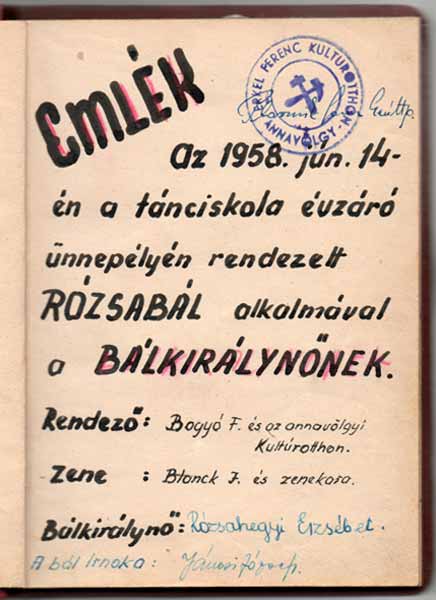 EMLÉK
ERKEL FERENC KULTUROTTHON
ANNAVÖLGY
Az 1958. jún. 14-
én a tánciskola évzáró
ünnepélyén rendezett
RÓZSABÁL alkalmával
a BÁLKIRÁLYNŐNEK.
Rendező: Bogyó F. és az annavölgyi
Kultúrotthon.
Zene : Blanck J. és zenekara.
Bálkirálynő: Rózsahegyi Erzsébet.
A bál írnoka: Jánosi József.